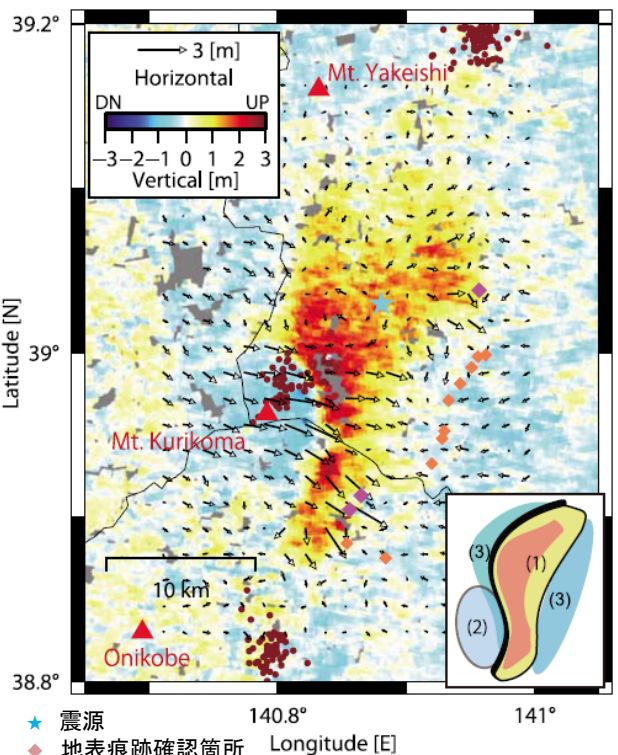 39.2°
3 [m]
Horizontal
DN UP
−3−2−1 0 1 2 3
Vertical [m]
Mt. Yakeishi
Latitude [N]
39°
Mt. Kurikoma
10 km
Onikobe
38.8°
(3)
(1)
(2)
(3)
140.8° 141°
Longitude [E]
震源
地表痕跡確認箇所